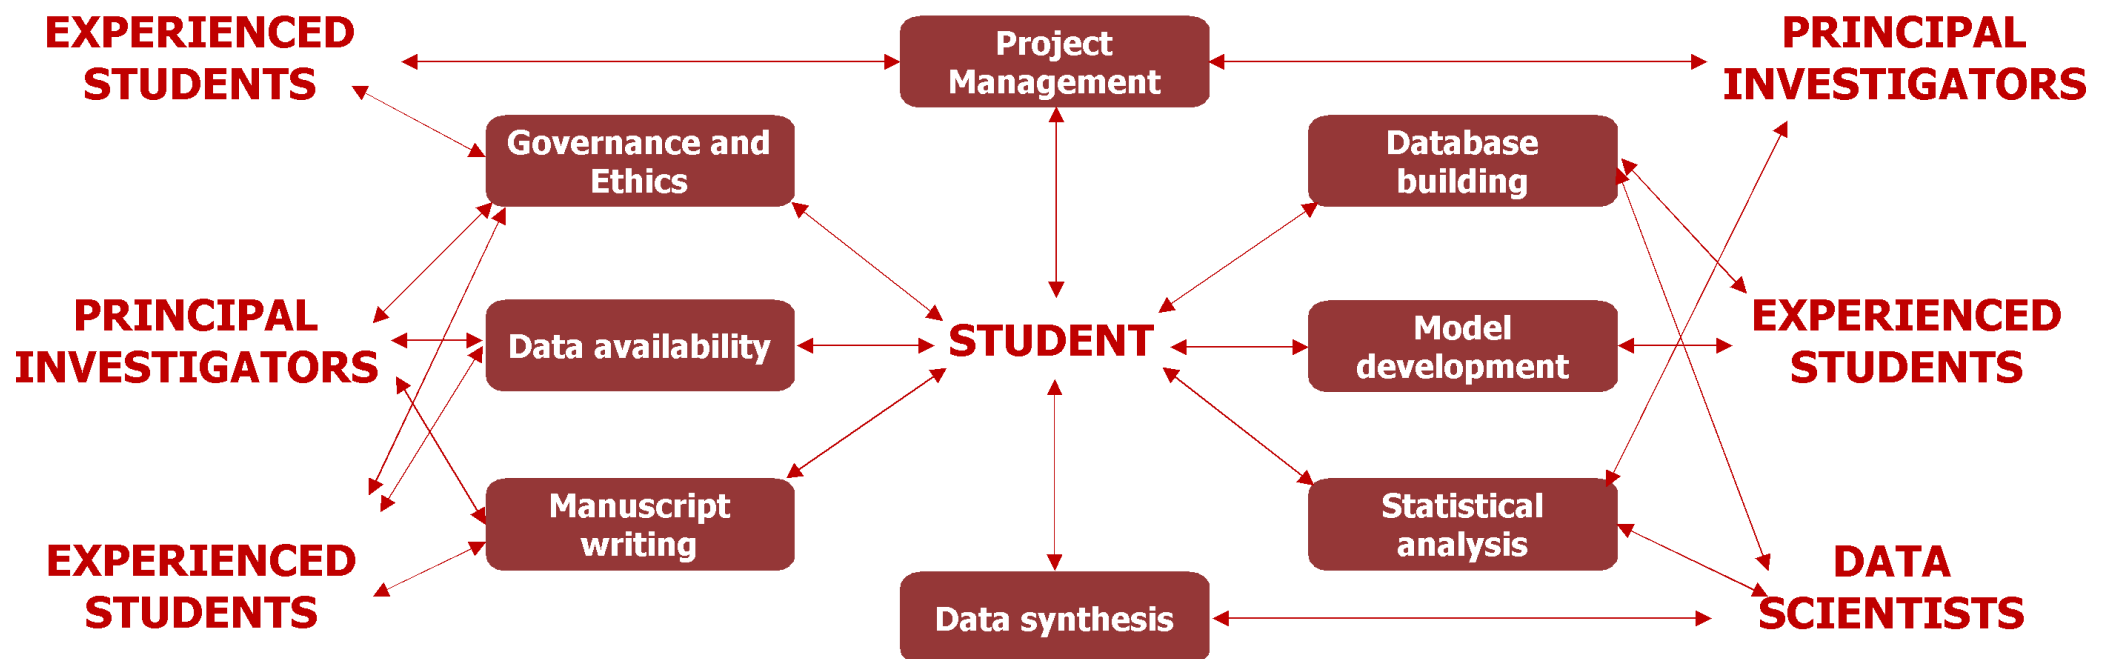 EXPERIENCED
STUDENTS
Project
Management
PRINCIPAL
INVESTIGATORS
Governance and
Ethics
Database
building
PRINCIPAL
INVESTIGATORS
Data availability
STUDENT
Model
development
EXPERIENCED
STUDENTS
Manuscript
writing
Statistical
analysis
EXPERIENCED
STUDENTS
Data synthesis
DATA
SCIENTISTS